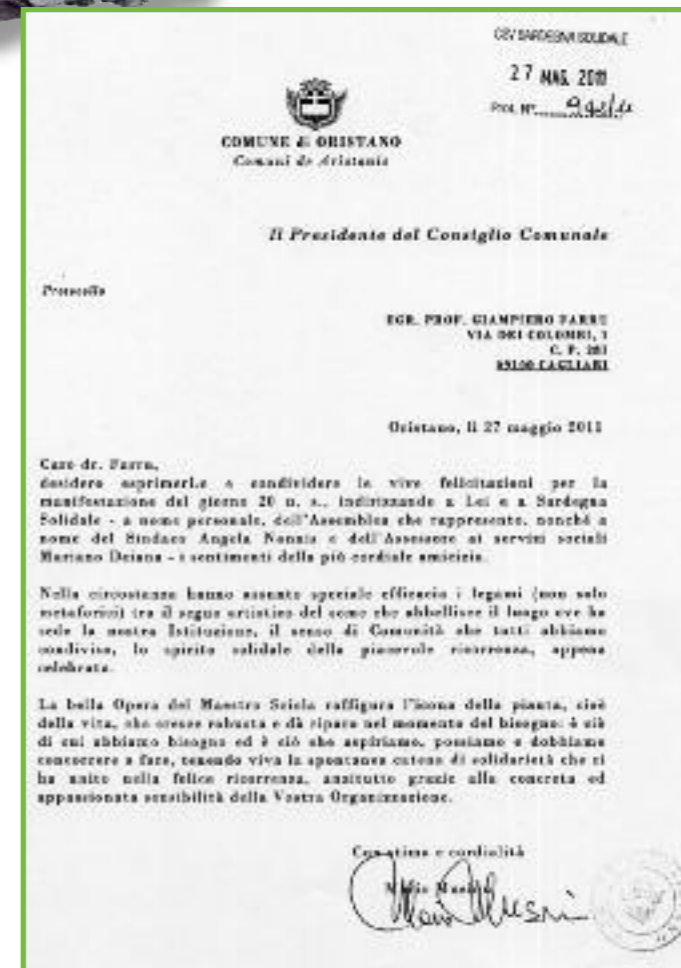 CSV SARDEGNA SOLIDALE
27 MAG. 2011
Prot. N°
COMUNE di ORISTANO
Comuni de Aristanis
Il Presidente del Consiglio Comunale
Protocollo
EGR. PROF. GIAMPIERO FARRU
VIA DEI COLOMBI, 1
C. P.
CAGLIARI
Oristano, li 27 maggio 2011
Caro dr. Farru,
desidero esprimerLe e condividere le vive felicitazioni per la
manifestazione del giorno 20 u. s., indirizzando a Lei e a Sardegna
Solidale - a nome personale, dell'Assemblea che rappresento, nonché a
nome del Sindaco Angela Nonnis e dell'Assessore ai servizi sociali
Mariano Deiana - i sentimenti della più cordiale amicizia.
Nella circostanza hanno assunto speciale efficacia i legami (non solo
metaforici) tra il segno artistico del seme che abbellisce il luogo ove ha
sede la nostra Istituzione, il senso di Comunità che tutti abbiamo
condiviso, lo spirito solidale della piacevole ricorrenza, appena
celebrata.
La bella Opera del Maestro Sciola raffigura l'icona della pianta, cioè
della vita, che cresce robusta e dà riparo nel momento del bisogno: è ciò
di cui abbiamo bisogno ed è ciò che aspiriamo, possiamo e dobbiamo
concorrere a fare, tenendo viva la spontanea catena di solidarietà che ci
ha unito nella felice ricorrenza, anzitutto grazie alla concreta ed
appassionata sensibilità della Vostra Organizzazione.
Con stima e cordialità